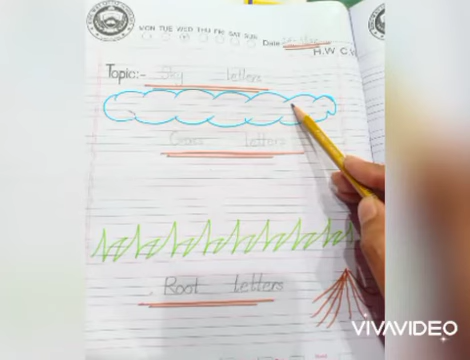 MON TUE WED THU FRI SAT SUN
Date
H.W C.W
Topic:- Sky Letters
Grass Letters
Root Letters
VIVAVIDEO